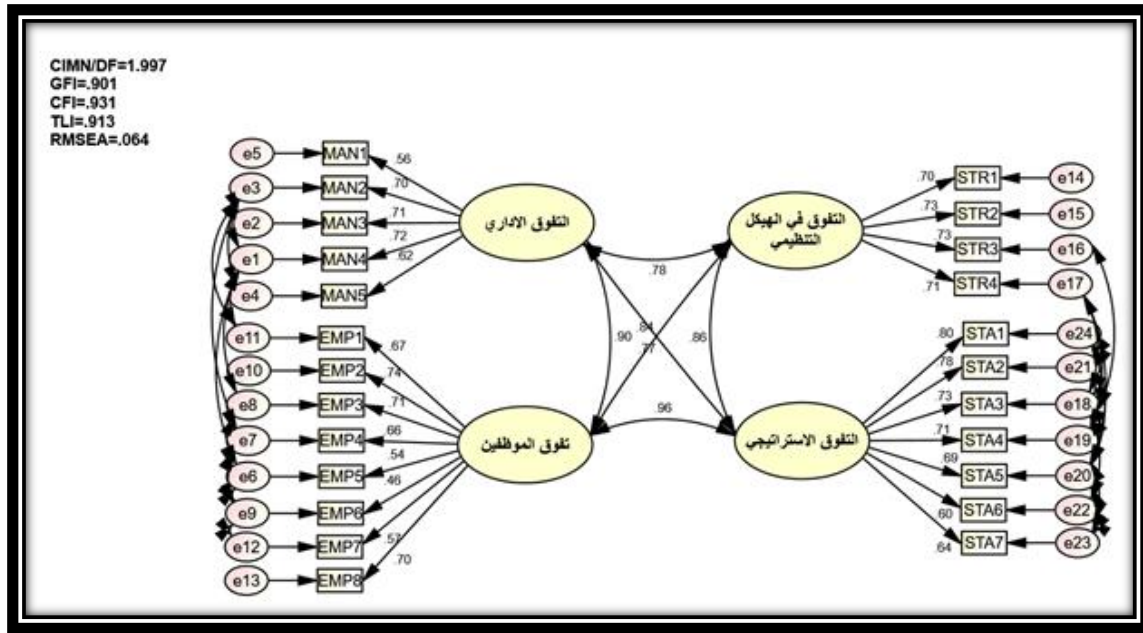 CIMN/DF=1.997
GFI=.901
CFI=.931
TLI=.913
RMSEA=.064
e5
MAN1
.56
e3
MAN2
.70
e2
MAN3
.71
e1
MAN4
.72
e4
MAN5
.62
التفوق الاداري
التفوق في الهيكل
التنظيمي
.70
STR1
e14
.73
STR2
e15
.73
STR3
e16
.71
STR4
e17
.78
.90
.84
.77
.86
.96
e11
EMP1
.67
e10
EMP2
.74
e8
EMP3
.71
e7
EMP4
.66
e6
EMP5
.54
e9
EMP6
.46
e12
EMP7
.57
e13
EMP8
.70
تفوق الموظفين
التفوق الاستراتيجي
.80
STA1
e24
.78
STA2
e21
.73
STA3
e18
.71
STA4
e19
.69
STA5
e20
.60
STA6
e22
.64
STA7
e23